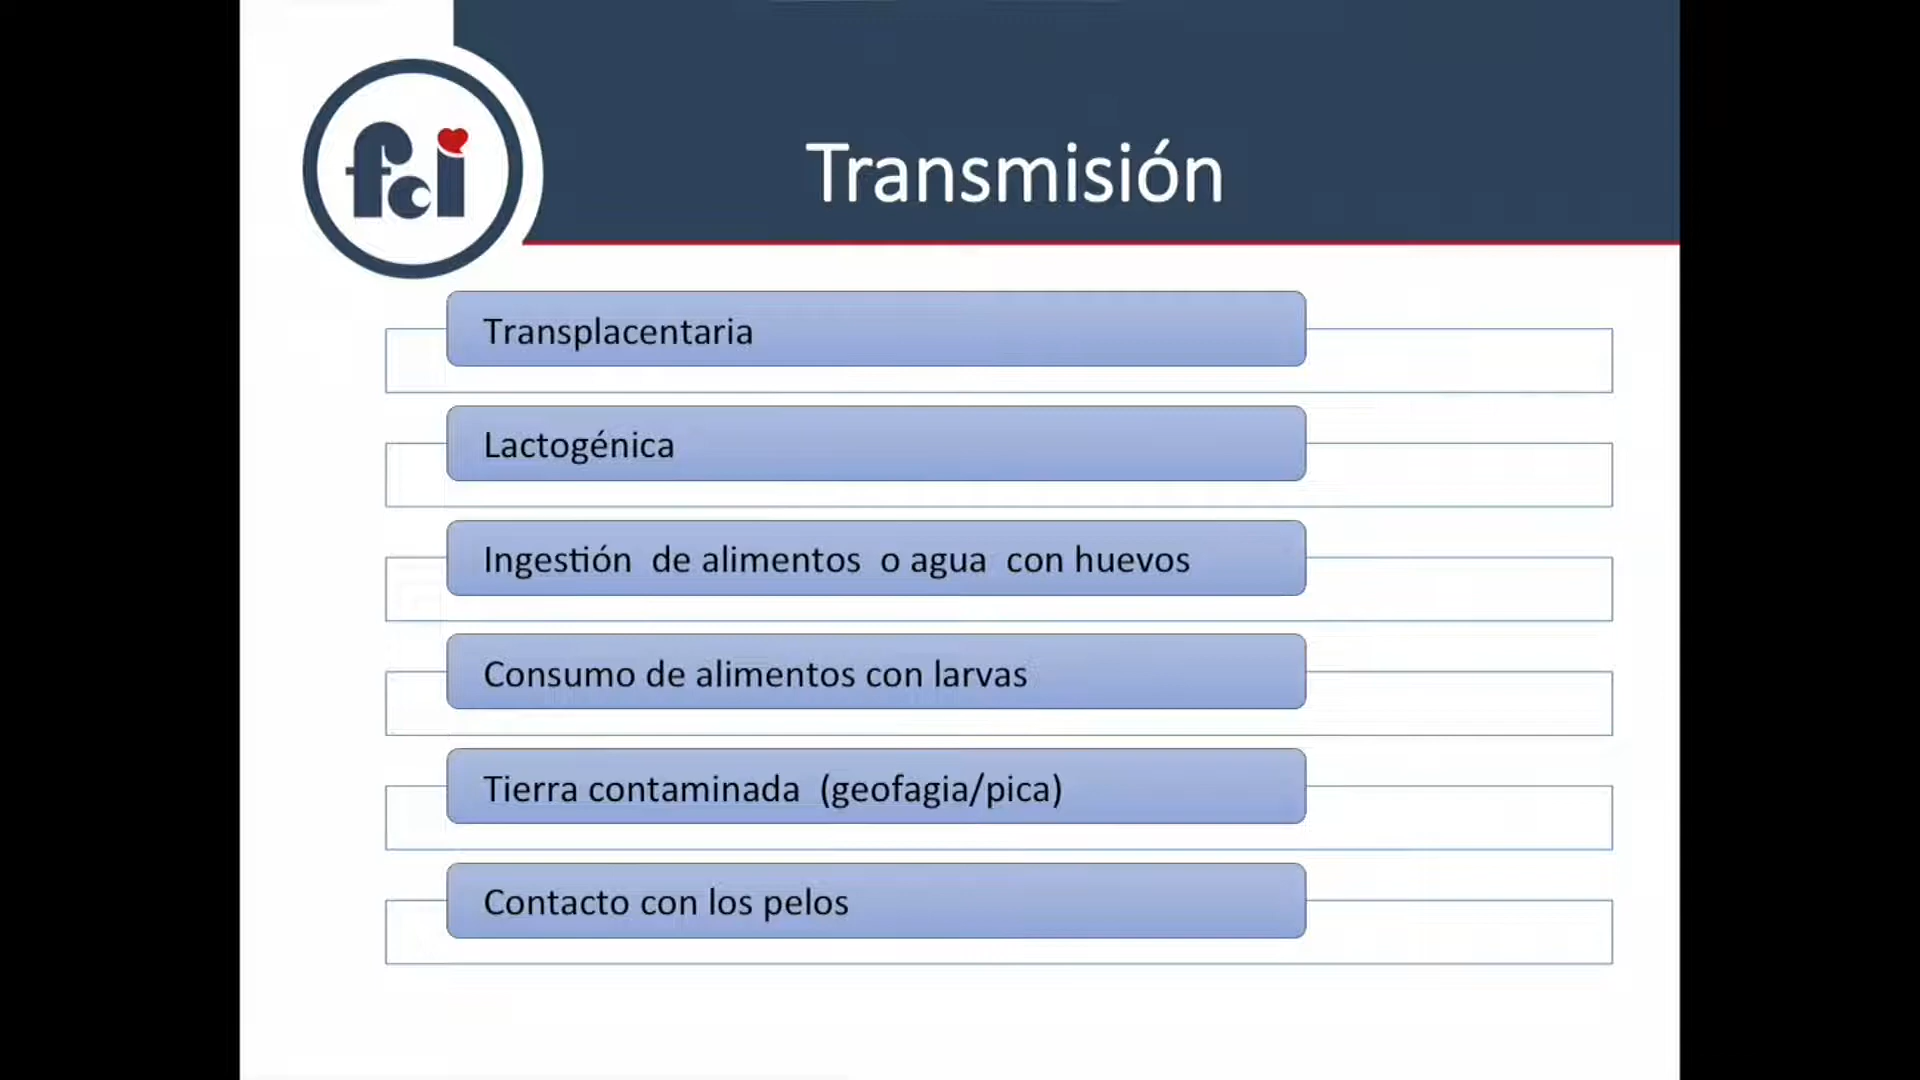 fci
Transmisión
Transplacentaria
Lactogénica
Ingestión de alimentos o agua con huevos
Consumo de alimentos con larvas
Tierra contaminada (geofagia/pica)
Contacto con los pelos